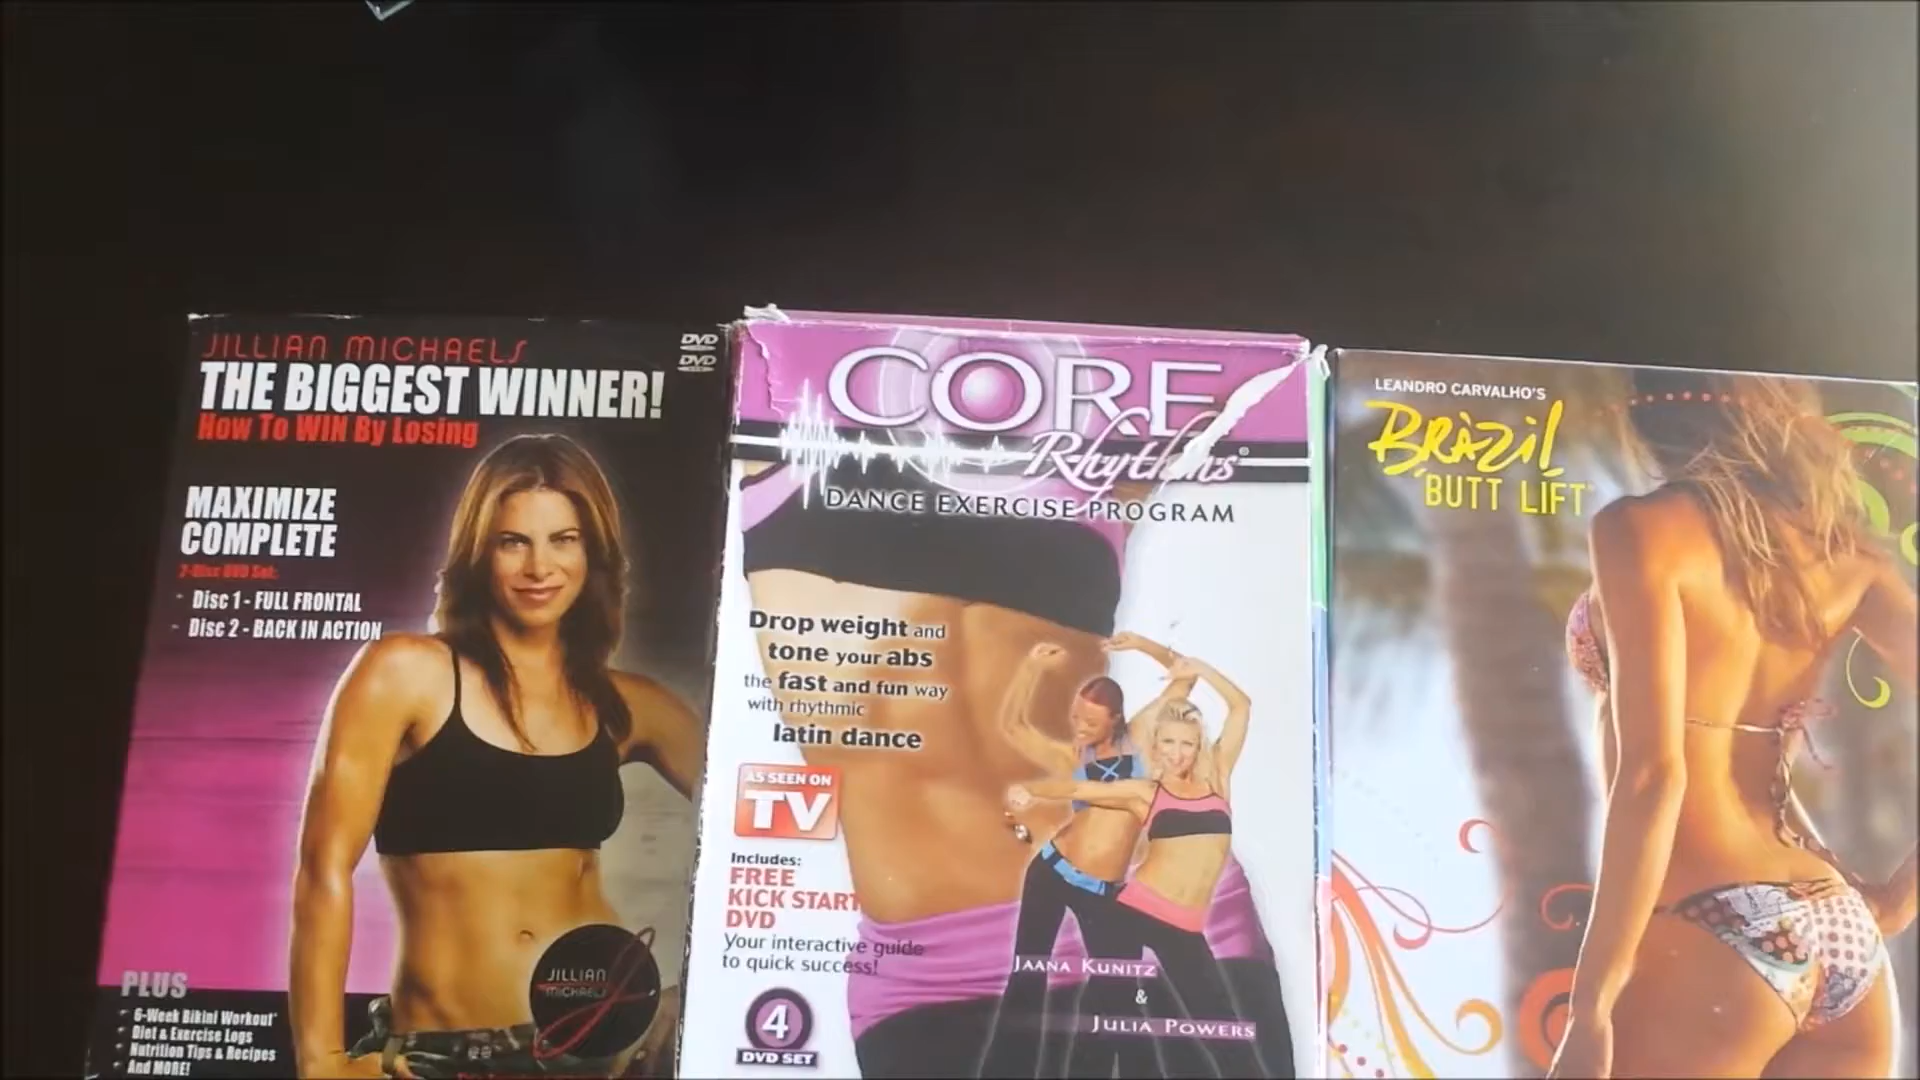 JILLIAN MICHAELS
THE BIGGEST WINNER!
How To WIN By Losing
DVD
DVD
MAXIMIZE
COMPLETE
2-Disc DVD Set:
- Disc 1 - FULL FRONTAL
- Disc 2 - BACK IN ACTION
JILLIAN
MICHAELS
PLUS
6-Week Bikini Workout*
Diet & Exercise Logs
Nutrition Tips & Recipes
And MORE!
CORE
Rhythms®
DANCE EXERCISE PROGRAM
Drop weight and
tone your abs
the fast and fun way
with rhythmic
latin dance
AS SEEN ON
TV
Includes:
FREE
KICK START
DVD
Your interactive guide
to quick success!
4
DVD SET
JAANA KUNITZ
&
JULIA POWERS
LEANDRO CARVALHO'S
BRAZIL
BUTT LIFT